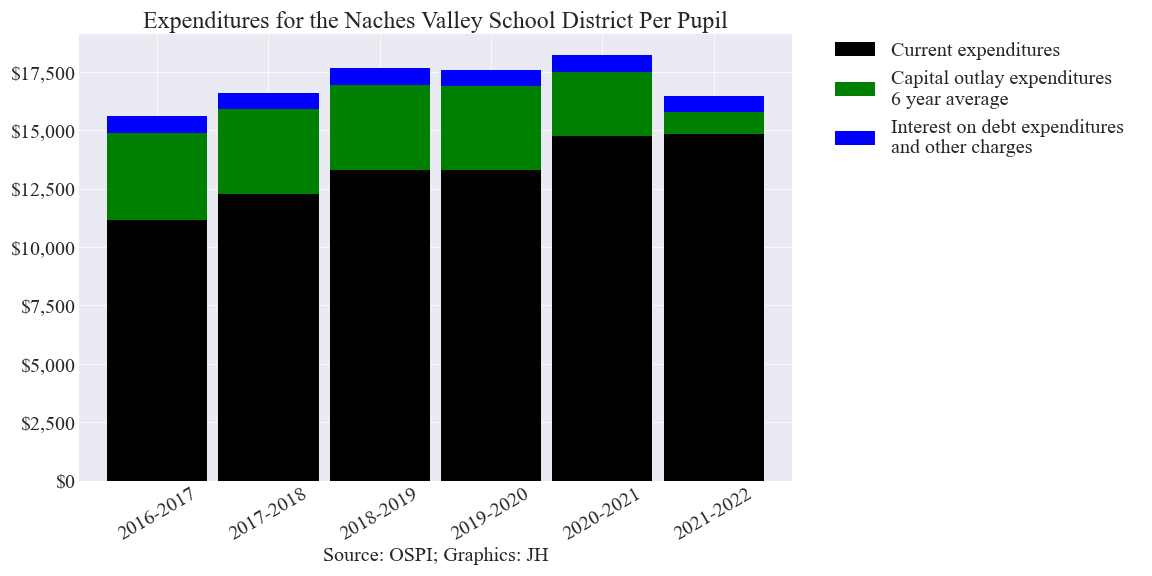 Expenditures for the Naches Valley School District Per Pupil
$17,500
$15,000
$12,500
$10,000
$7,500
$5,000
$2,500
$0
2016-2017
2017-2018
2018-2019
2019-2020
2020-2021
2021-2022
Source: OSPI; Graphics: JH
Current expenditures
Capital outlay expenditures
6 year average
Interest on debt expenditures
and other charges